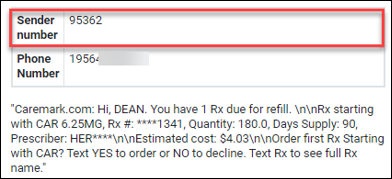 Sender number 95362
Phone Number 19564
"Caremark.com: Hi, DEAN. You have 1 Rx due for refill. \n\nRx starting
with CAR 6.25MG, Rx #: ****1341, Quantity: 180.0, Days Supply: 90,
Prescriber: HER****\n\nEstimated cost: $4.03\n\nOrder first Rx Starting
with CAR? Text YES to order or NO to decline. Text Rx to see full Rx
name."